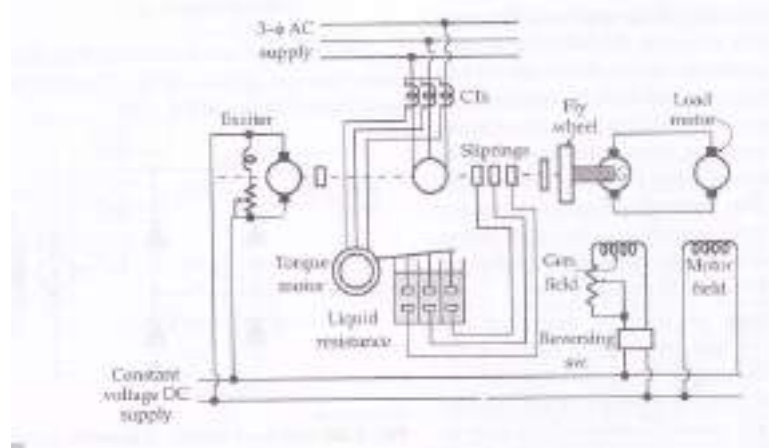 3-ϕ AC
supply
CTs
Exciter
Fly
wheel
Load
motor
Sliprings
Torque
motor
Liquid
resistance
Gen.
field
Motor
field
Reversing
sw.
Constant
voltage DC
supply